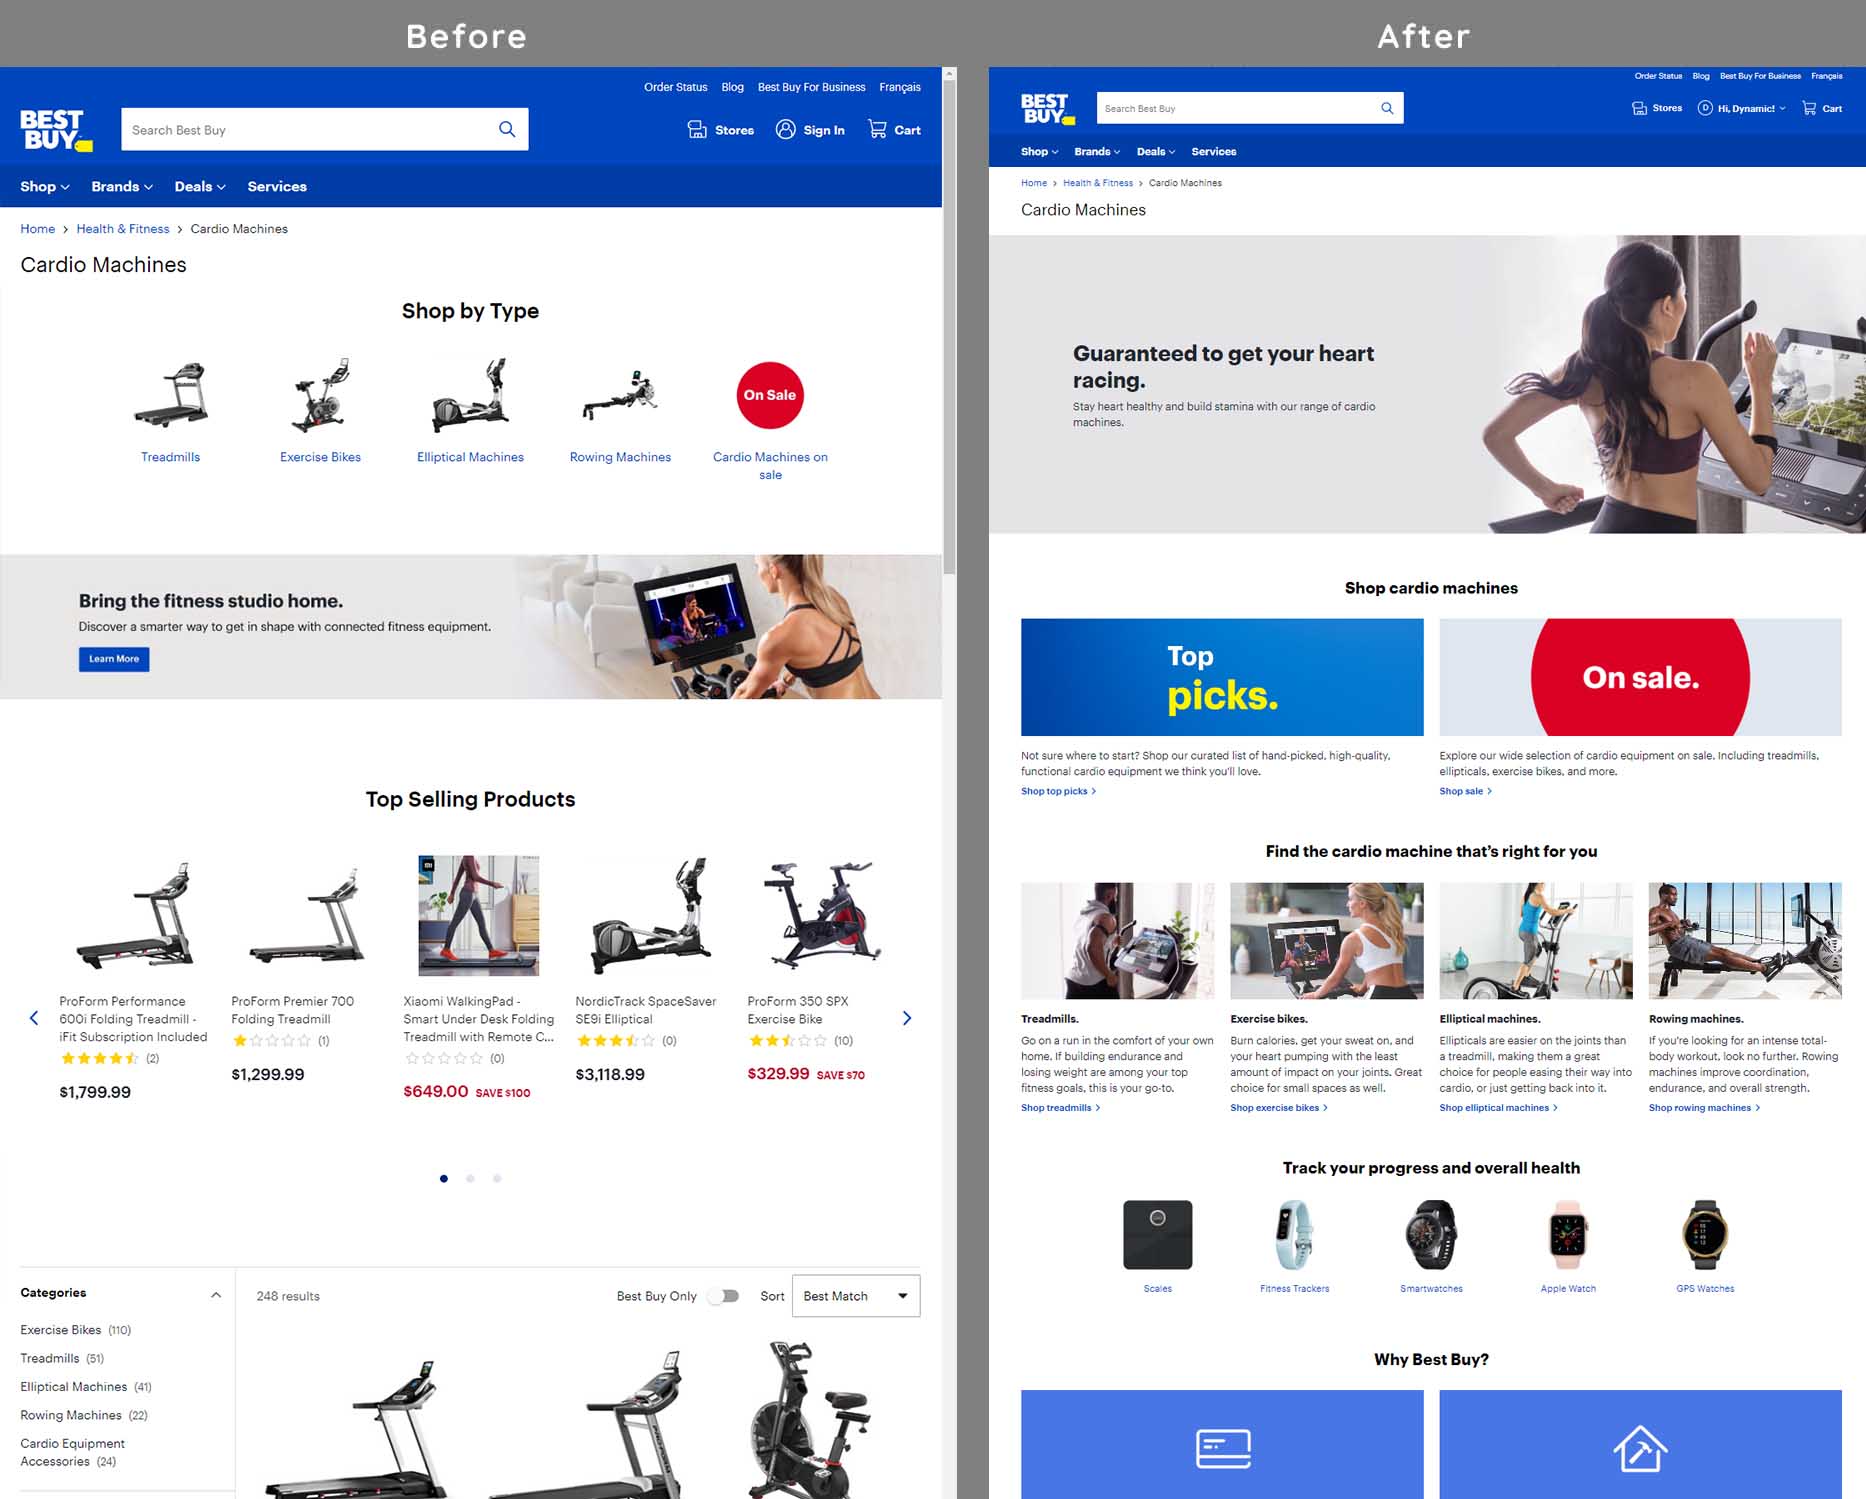 Before
Order Status Blog Best Buy For Business Français
BEST BUY
Search Best Buy
Stores Sign In Cart
Shop Brands Deals Services
Home > Health & Fitness > Cardio Machines
Cardio Machines
Shop by Type
On Sale
Treadmills
Exercise Bikes
Elliptical Machines
Rowing Machines
Cardio Machines on
sale
Bring the fitness studio home.
Discover a smarter way to get in shape with connected fitness equipment.
Learn More
Top Selling Products
ProForm Performance
600i Folding Treadmill -
iFit Subscription Included
(2)
$1,799.99
ProForm Premier 700
Folding Treadmill
(1)
$1,299.99
Xiaomi WalkingPad -
Smart Under Desk Folding
Treadmill with Remote C...
(0)
$649.00 SAVE $100
NordicTrack SpaceSaver
SE9i Elliptical
(0)
$3,118.99
ProForm 350 SPX
Exercise Bike
(10)
$329.99 SAVE $70
Categories
Exercise Bikes (110)
Treadmills (51)
Elliptical Machines (41)
Rowing Machines (22)
Cardio Equipment
Accessories (24)
248 results
Best Buy Only
Sort
Best Match
After
Order Status Blog Best Buy For Business Français
BEST BUY
Search Best Buy
Stores D Hi, Dynamic! Cart
Shop Brands Deals Services
Home > Health & Fitness > Cardio Machines
Cardio Machines
Guaranteed to get your heart
racing.
Stay heart healthy and build stamina with our range of cardio
machines.
Shop cardio machines
Top
picks.
Not sure where to start? Shop our curated list of hand-picked, high-quality,
functional cardio equipment we think you'll love.
Shop top picks >
On sale.
Explore our wide selection of cardio equipment on sale. Including treadmills,
ellipticals, exercise bikes, and more.
Shop sale >
Find the cardio machine that's right for you
Treadmills.
Go on a run in the comfort of your own
home. If building endurance and
losing weight are among your top
fitness goals, this is your go-to.
Shop treadmills >
Exercise bikes.
Burn calories, get your sweat on, and
your heart pumping with the least
amount of impact on your joints. Great
choice for small spaces as well.
Shop exercise bikes >
Elliptical machines.
Ellipticals are easier on the joints than
a treadmill, making them a great
choice for people easing their way into
cardio, or just getting back into it.
Shop elliptical machines >
Rowing machines.
If you're looking for an intense total-
body workout, look no further. Rowing
machines improve coordination,
endurance, and overall strength.
Shop rowing machines >
Track your progress and overall health
Scales
Fitness Trackers
Smartwatches
Apple Watch
GPS Watches
Why Best Buy?